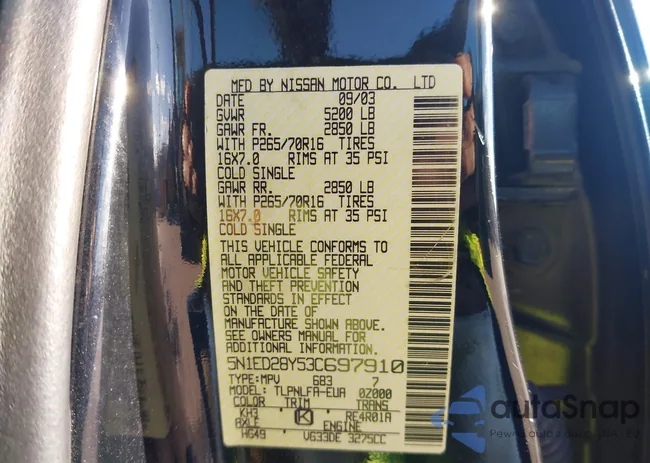 MFD BY NISSAN MOTOR CO. LTD
DATE 09/03
GVWR 5200 LB
GAWR FR. 2850 LB
WITH P265/70R16 TIRES
16X7.0 RIMS AT 35 PSI
COLD SINGLE
GAWR RR. 2850 LB
WITH P265/70R16 TIRES
16X7.0 RIMS AT 35 PSI
COLD SINGLE
THIS VEHICLE CONFORMS TO
ALL APPLICABLE FEDERAL
MOTOR VEHICLE SAFETY
AND THEFT PREVENTION
STANDARDS IN EFFECT
ON THE DATE OF
MANUFACTURE SHOWN ABOVE.
SEE OWNERS MANUAL FOR
ADDITIONAL INFORMATION.
5N1ED28Y53C697910
TYPE:MPV 683 7
MODEL TLPNLFA-EUA 0Z000
COLOR TRIM TRANS
KH3 K RE4R01A
AXLE ENGINE
HG49 VG33DE 3275CC
autoSnap